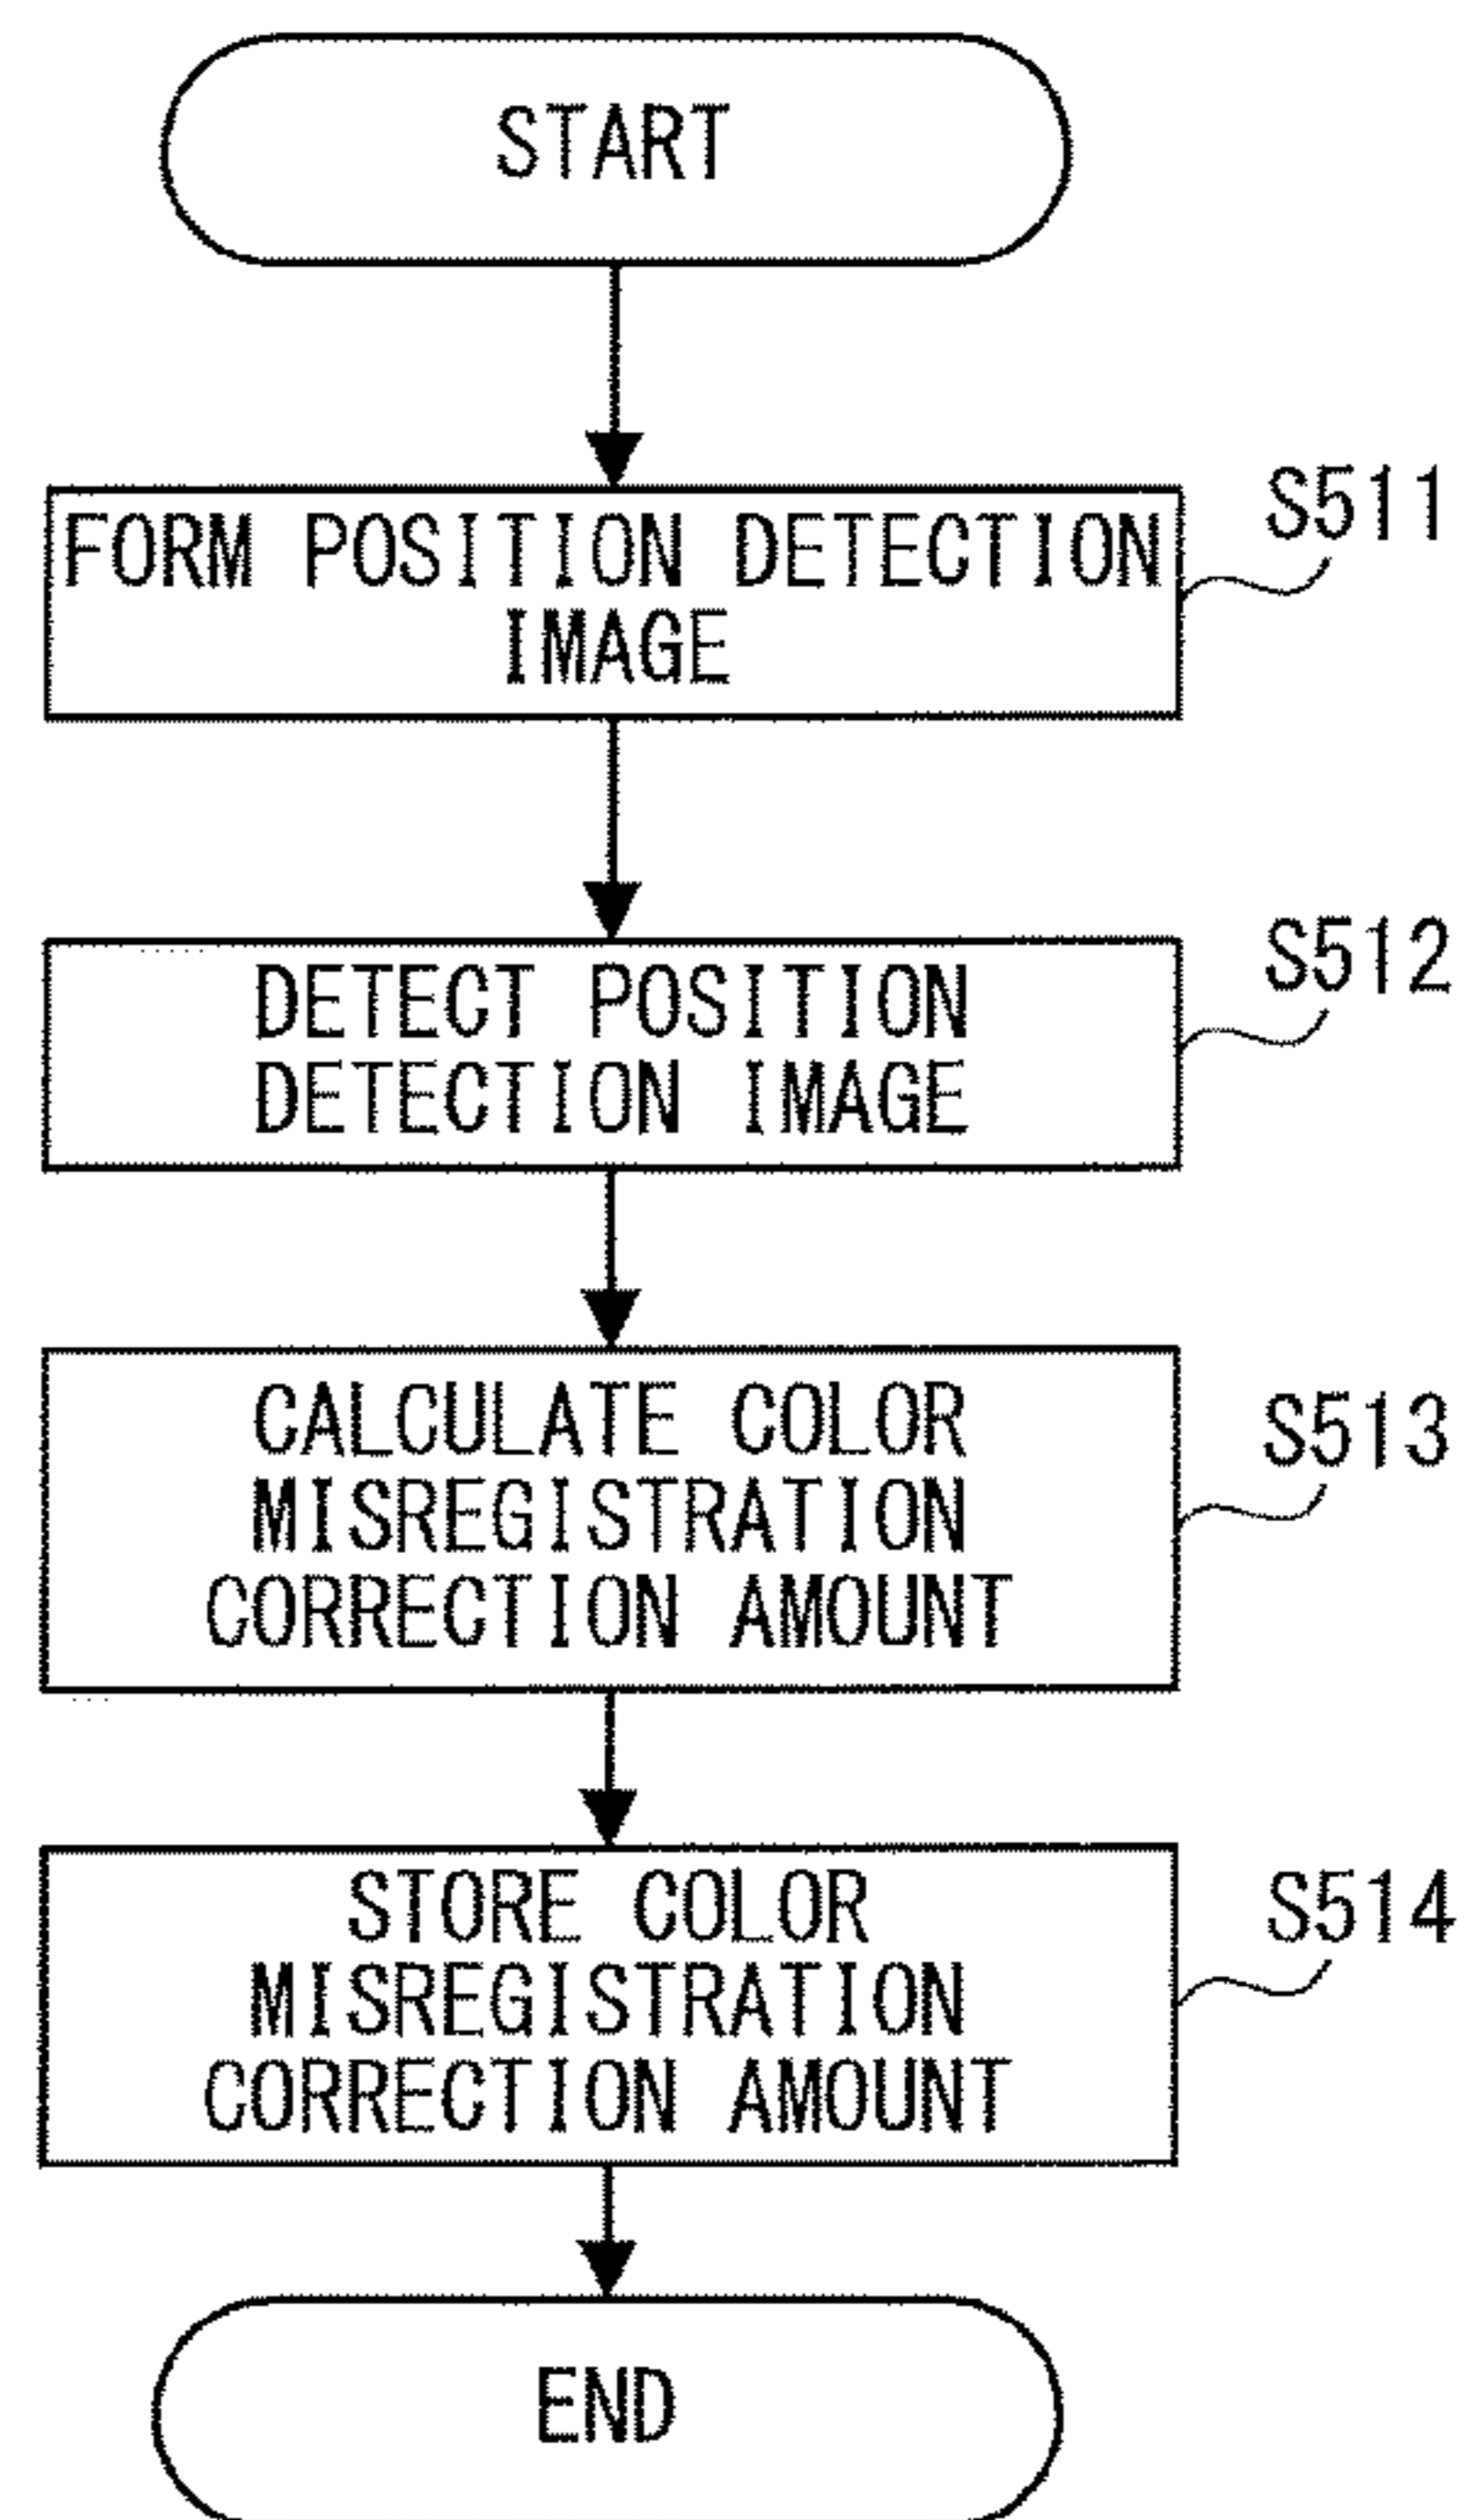 START
S511
FORM POSITION DETECTION
IMAGE
S512
DETECT POSITION
DETECTION IMAGE
S513
CALCULATE COLOR
MISREGISTRATION
CORRECTION AMOUNT
S514
STORE COLOR
MISREGISTRATION
CORRECTION AMOUNT
END